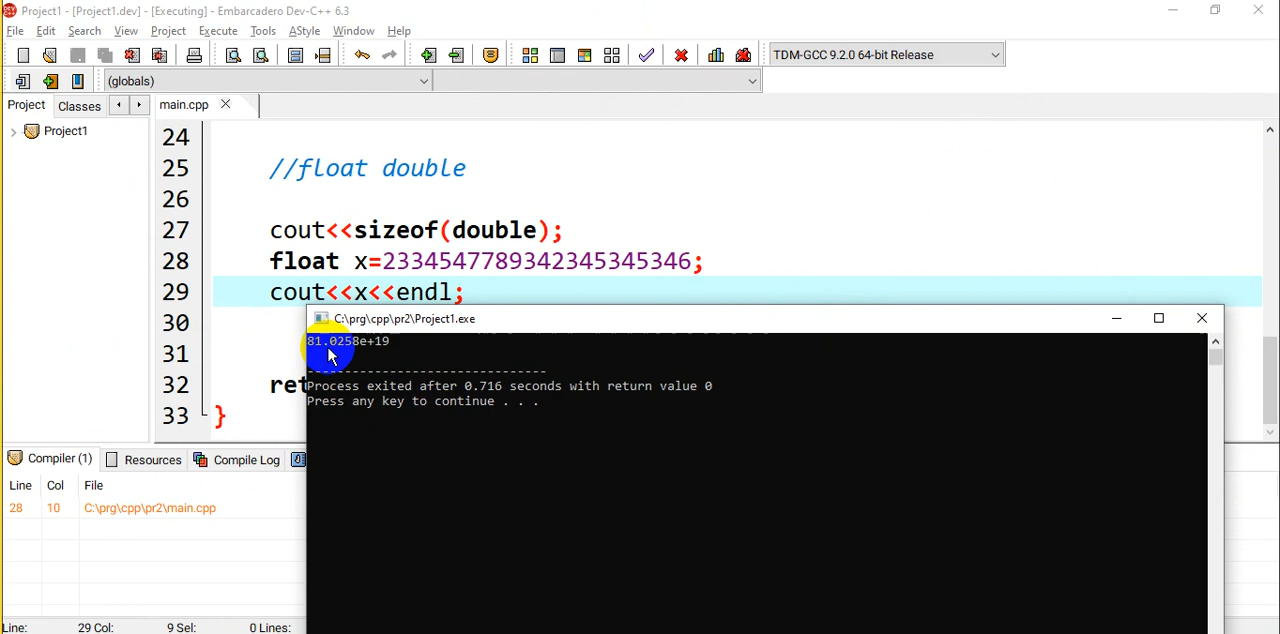 Project1 - [Project1.dev] - [Executing] - Embarcadero Dev-C++ 6.3
File Edit Search View Project Execute Tools AStyle Window Help
TDM-GCC 9.2.0 64-bit Release
(globals)
Project Classes main.cpp
Project1
24
25 //float double
26
27 cout<<sizeof(double);
28 float x=2334547789342345345346;
29 cout<<x<<endl;
30
31
32 ret
33 }
C:\prg\cpp\pr2\Project1.exe
81.0258e+19
--------------------------------
Process exited after 0.716 seconds with return value 0
Press any key to continue . . .
Compiler (1) Resources Compile Log
Line Col File
28 10 C:\prg\cpp\pr2\main.cpp
Line: 29 Col: 9 Sel: 0 Lines: